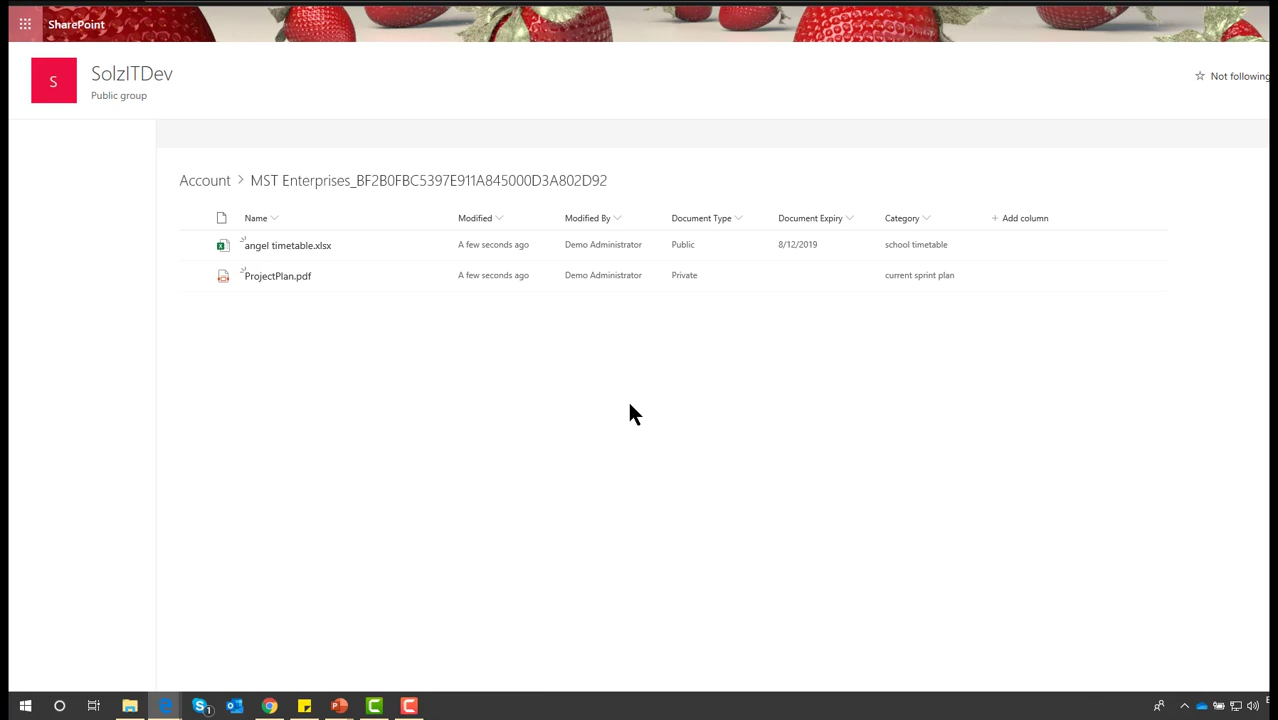 SharePoint
S
SolzITDev
Public group
Not following
Account > MST Enterprises_BF2B0FBC5397E911A845000D3A802D92
Name Modified Modified By Document Type Document Expiry Category + Add column
angel timetable.xlsx A few seconds ago Demo Administrator Public 8/12/2019 school timetable
ProjectPlan.pdf A few seconds ago Demo Administrator Private current sprint plan